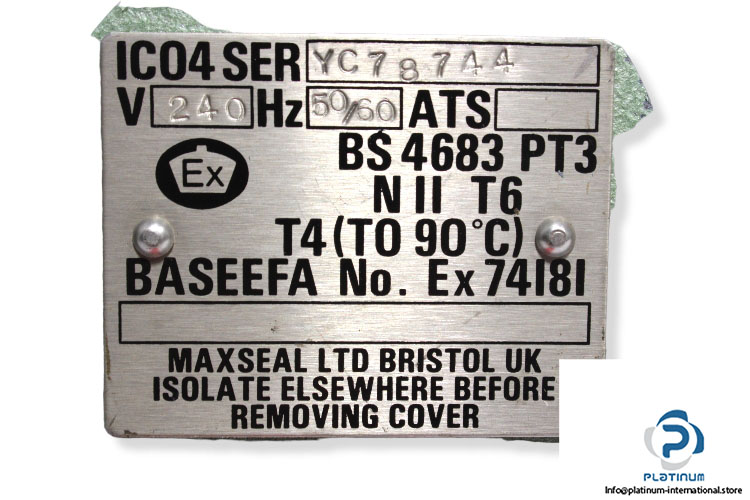 ICO4 SER YC78744
V 240 Hz 50/60 ATS
Ex BS 4683 PT3
N II T6
T4 (TO 90°C)
BASEEFA No. Ex 74181
MAXSEAL LTD BRISTOL UK
ISOLATE ELSEWHERE BEFORE
REMOVING COVER
PLATINUM
Info@platinum-international.store